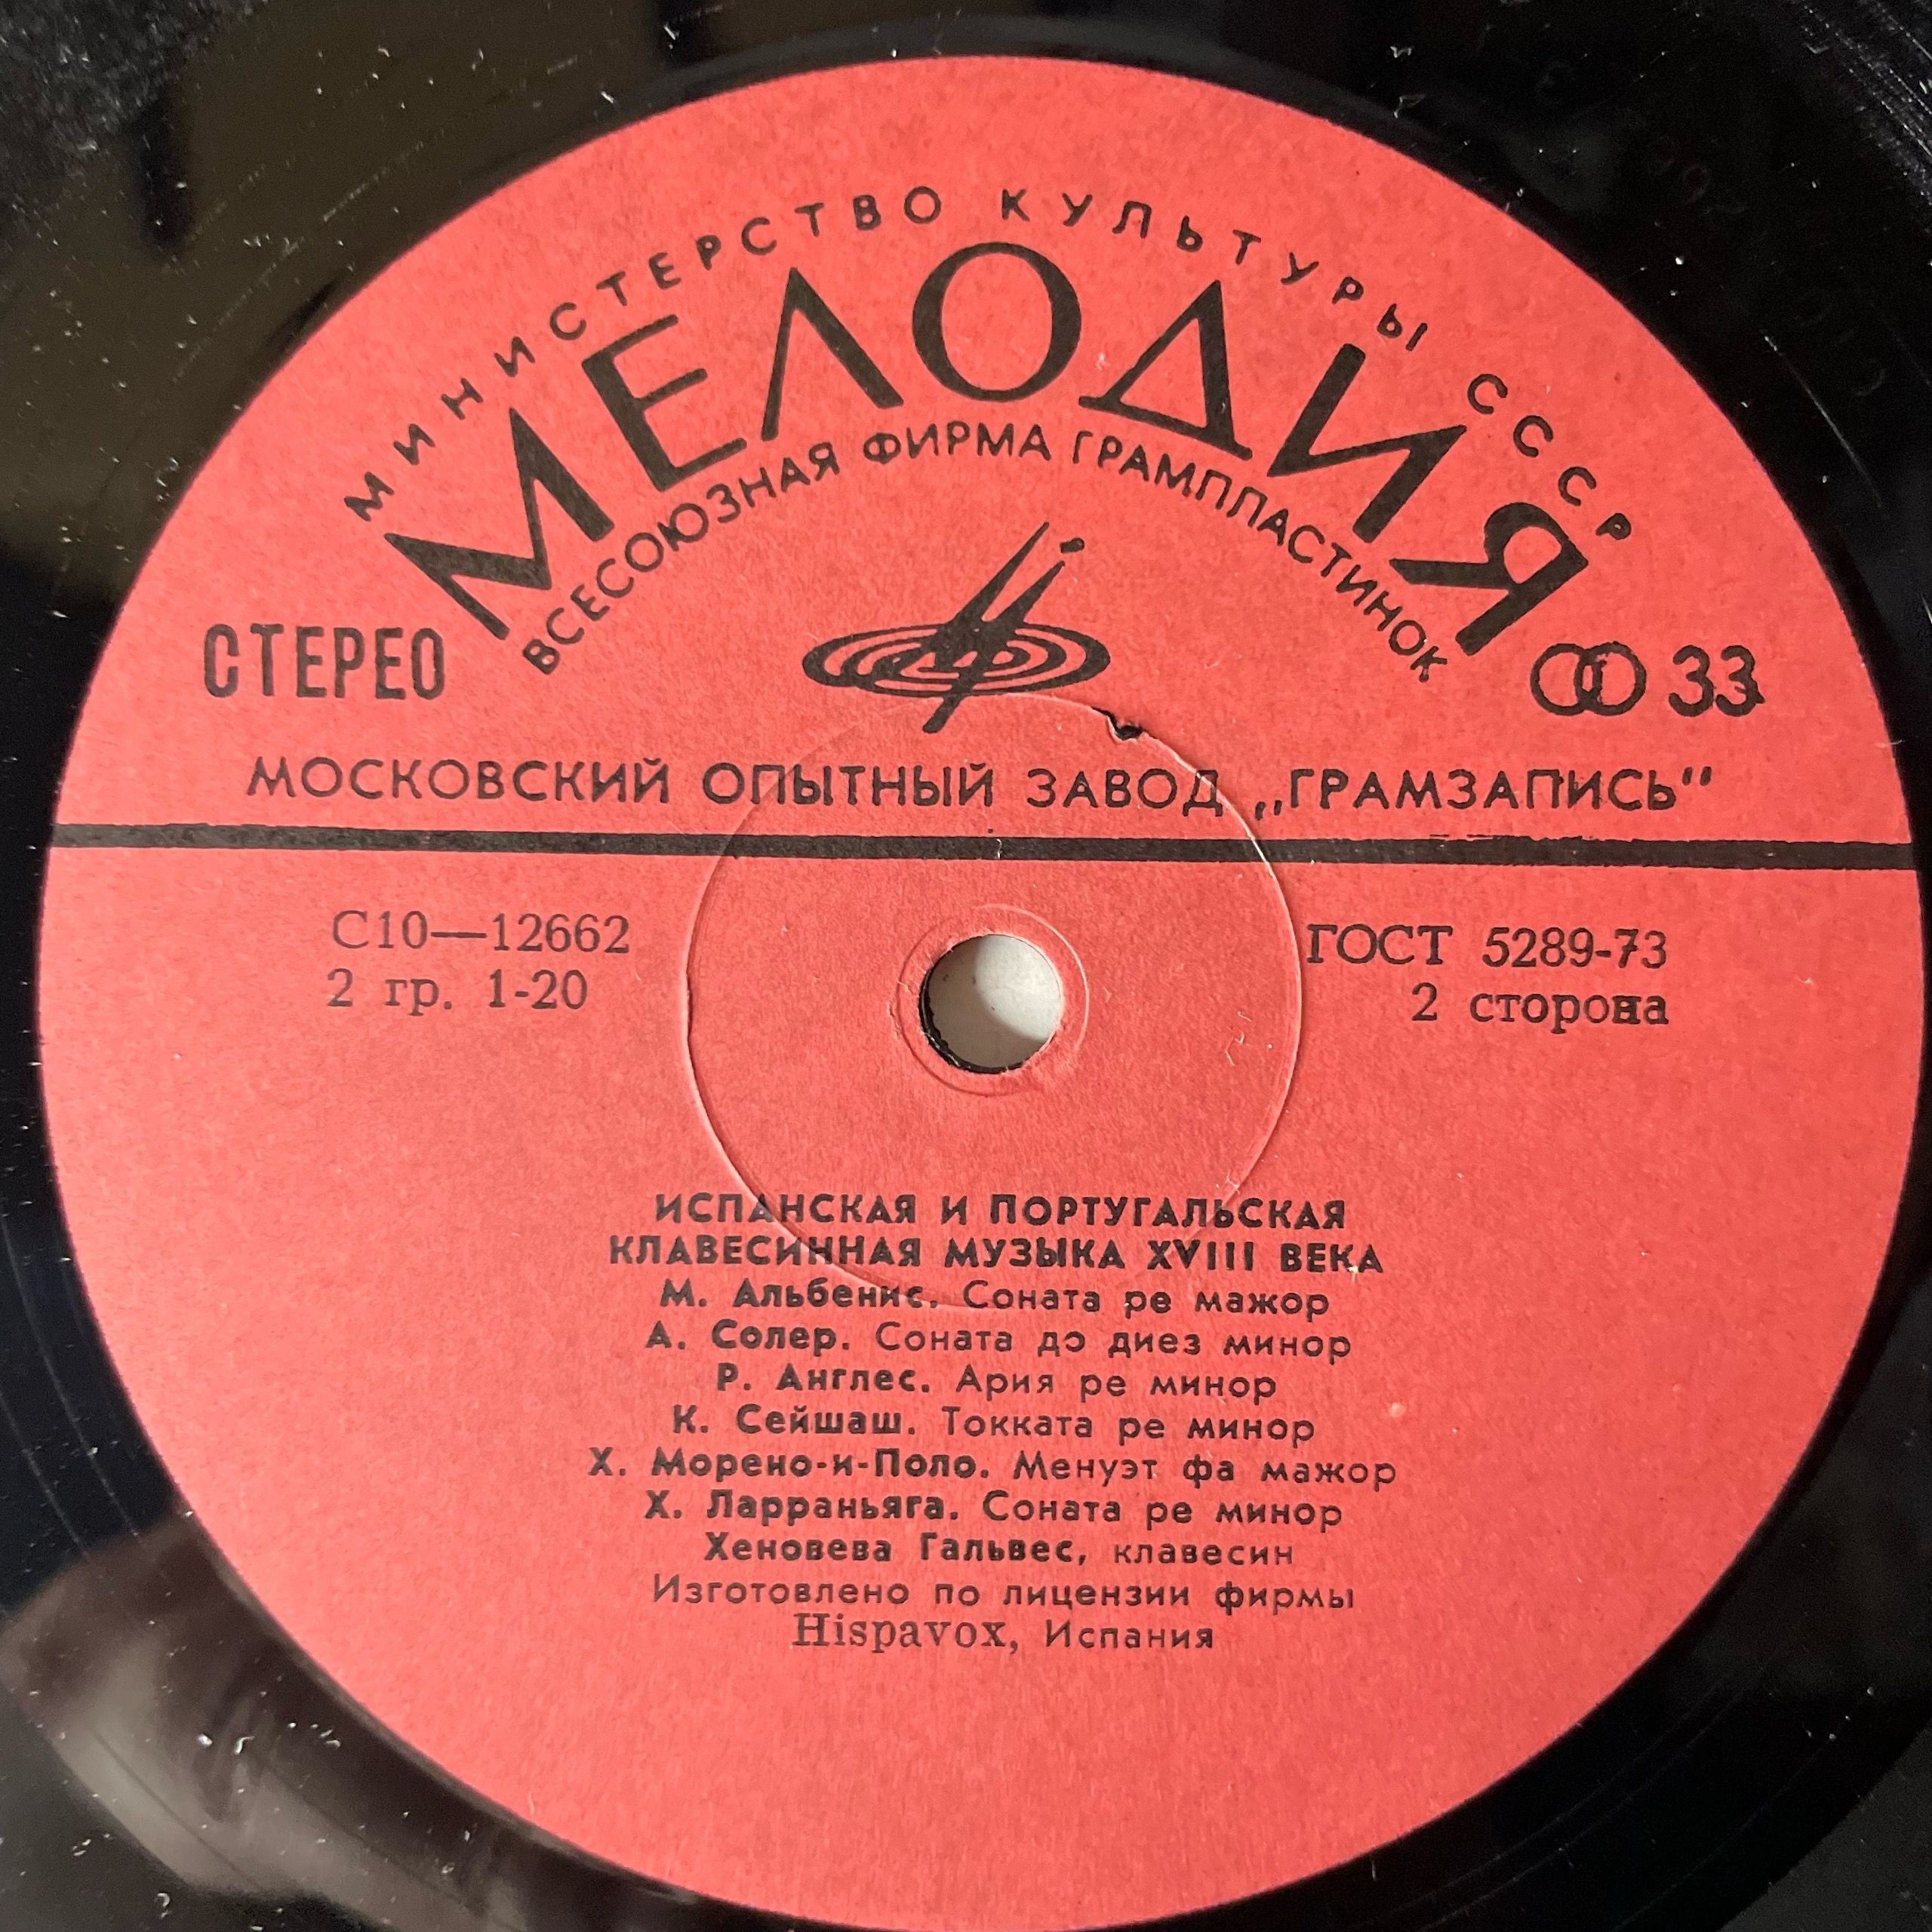 МИНИСТЕРСТВО КУЛЬТУРЫ СССР
МЕЛОДИЯ
ВСЕСОЮЗНАЯ ФИРМА ГРАМПЛАСТИНОК
СТЕРЕО
33
МОСКОВСКИЙ ОПЫТНЫЙ ЗАВОД „ГРАМЗАПИСЬ"
С10—12662
ГОСТ 5289-73
2 гр. 1-20
2 сторона
ИСПАНСКАЯ И ПОРТУГАЛЬСКАЯ
КЛАВЕСИННАЯ МУЗЫКА XVIII ВЕКА
М. Альбенис. Соната ре мажор
А. Солер. Соната до диез минор
Р. Англес. Ария ре минор
К. Сейшаш. Токката ре минор
Х. Морено-и-Поло. Менуэт фа мажор
Х. Ларраньяга. Соната ре минор
Хеновева Гальвес, клавесин
Изготовлено по лицензии фирмы
Hispavox, Испания